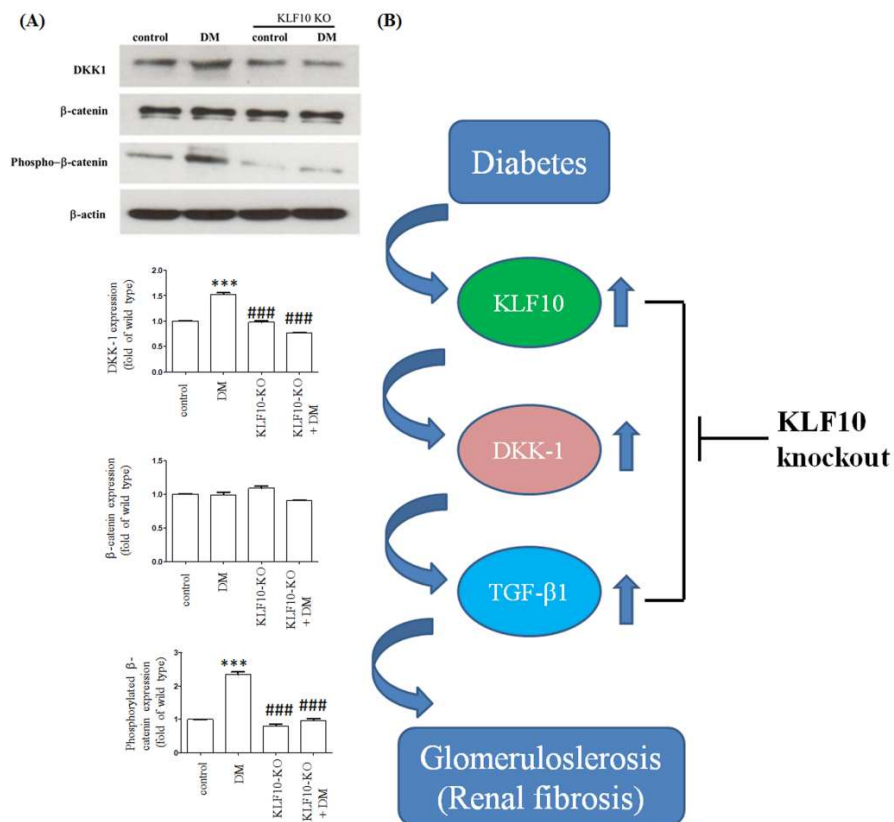 (A)
KLF10 KO
control DM control DM
DKK1
β-catenin
Phospho–β-catenin
β-actin
DKK-1 expression
(fold of wild type)
2.0
1.5
1.0
0.5
0.0
***
###
###
control
DM
KLF10-KO
KLF10-KO
+ DM
β-catenin expression
(fold of wild type)
1.5
1.0
0.5
0.0
control
DM
KLF10-KO
KLF10-KO
+ DM
Phosphorylated β-
catenin expression
(fold of wild type)
3
2
1
0
***
###
###
control
DM
KLF10-KO
KLF10-KO
+ DM
(B)
Diabetes
KLF10
DKK-1
TGF-β1
KLF10
knockout
Glomeruloslerosis
(Renal fibrosis)